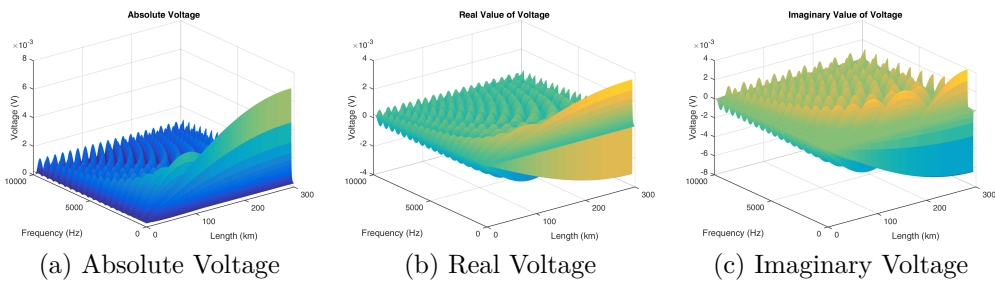 Absolute Voltage
×10⁻³
8
6
4
2
0
Voltage (V)
10000
5000
0
Frequency (Hz)
0
100
200
300
Length (km)
(a) Absolute Voltage
Real Value of Voltage
×10⁻³
4
2
0
-2
-4
Voltage (V)
10000
5000
0
Frequency (Hz)
0
100
200
300
Length (km)
(b) Real Voltage
Imaginary Value of Voltage
×10⁻³
4
2
0
-2
-4
-6
-8
Voltage (V)
10000
5000
0
Frequency (Hz)
0
100
200
300
Length (km)
(c) Imaginary Voltage